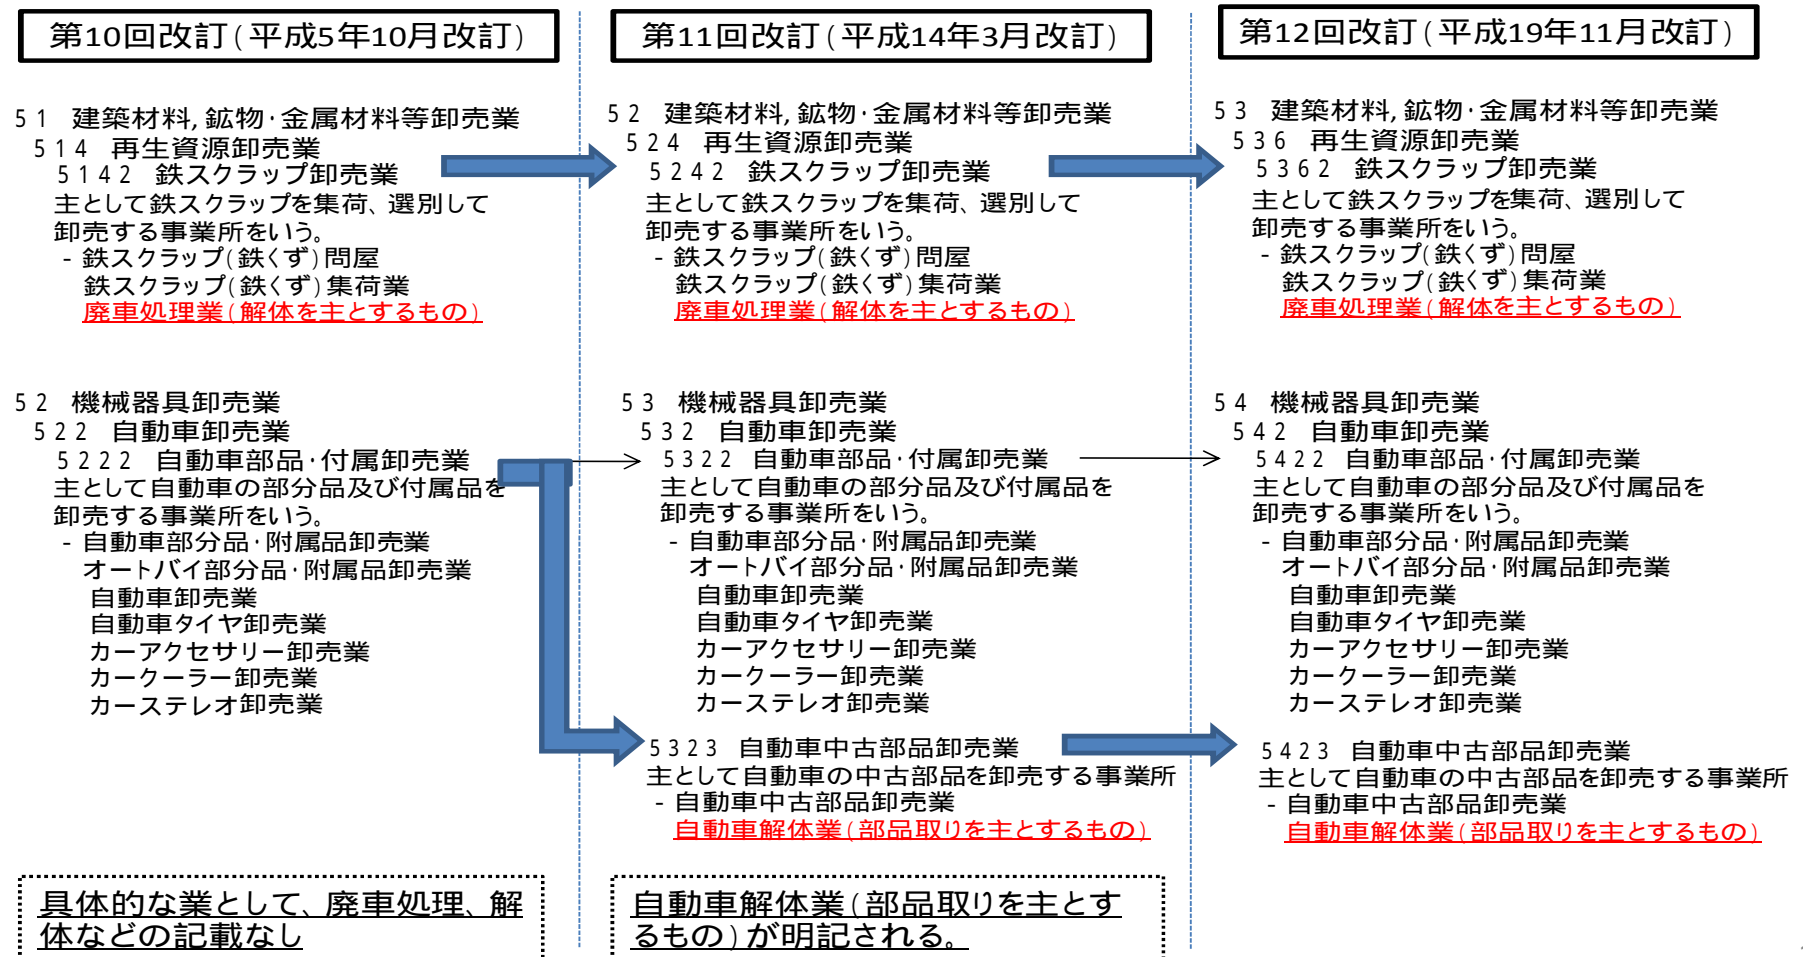 第10回改訂(平成5年10月改訂)
51 建築材料,鉱物・金属材料等卸売業
514 再生資源卸売業
5142 鉄スクラップ卸売業
主として鉄スクラップを集荷、選別して
卸売する事業所をいう。
- 鉄スクラップ(鉄くず)問屋
鉄スクラップ(鉄くず)集荷業
廃車処理業(解体を主とするもの)
52 機械器具卸売業
522 自動車卸売業
5222 自動車部品・付属卸売業
主として自動車の部分品及び付属品を
卸売する事業所をいう。
- 自動車部分品・附属品卸売業
オートバイ部分品・附属品卸売業
自動車卸売業
自動車タイヤ卸売業
カーアクセサリー卸売業
カークーラー卸売業
カーステレオ卸売業
具体的な業として、廃車処理、解
体などの記載なし
第11回改訂(平成14年3月改訂)
52 建築材料,鉱物・金属材料等卸売業
524 再生資源卸売業
5242 鉄スクラップ卸売業
主として鉄スクラップを集荷、選別して
卸売する事業所をいう。
- 鉄スクラップ(鉄くず)問屋
鉄スクラップ(鉄くず)集荷業
廃車処理業(解体を主とするもの)
53 機械器具卸売業
532 自動車卸売業
5322 自動車部品・付属卸売業
主として自動車の部分品及び付属品を
卸売する事業所をいう。
- 自動車部分品・附属品卸売業
オートバイ部分品・附属品卸売業
自動車卸売業
自動車タイヤ卸売業
カーアクセサリー卸売業
カークーラー卸売業
カーステレオ卸売業
5323 自動車中古部品卸売業
主として自動車の中古部品を卸売する事業所
- 自動車中古部品卸売業
自動車解体業(部品取りを主とするもの)
自動車解体業(部品取りを主とす
るもの)が明記される。
第12回改訂(平成19年11月改訂)
53 建築材料,鉱物・金属材料等卸売業
536 再生資源卸売業
5362 鉄スクラップ卸売業
主として鉄スクラップを集荷、選別して
卸売する事業所をいう。
- 鉄スクラップ(鉄くず)問屋
鉄スクラップ(鉄くず)集荷業
廃車処理業(解体を主とするもの)
54 機械器具卸売業
542 自動車卸売業
5422 自動車部品・付属卸売業
主として自動車の部分品及び付属品を
卸売する事業所をいう。
- 自動車部分品・附属品卸売業
オートバイ部分品・附属品卸売業
自動車卸売業
自動車タイヤ卸売業
カーアクセサリー卸売業
カークーラー卸売業
カーステレオ卸売業
5423 自動車中古部品卸売業
主として自動車の中古部品を卸売する事業所
- 自動車中古部品卸売業
自動車解体業(部品取りを主とするもの)